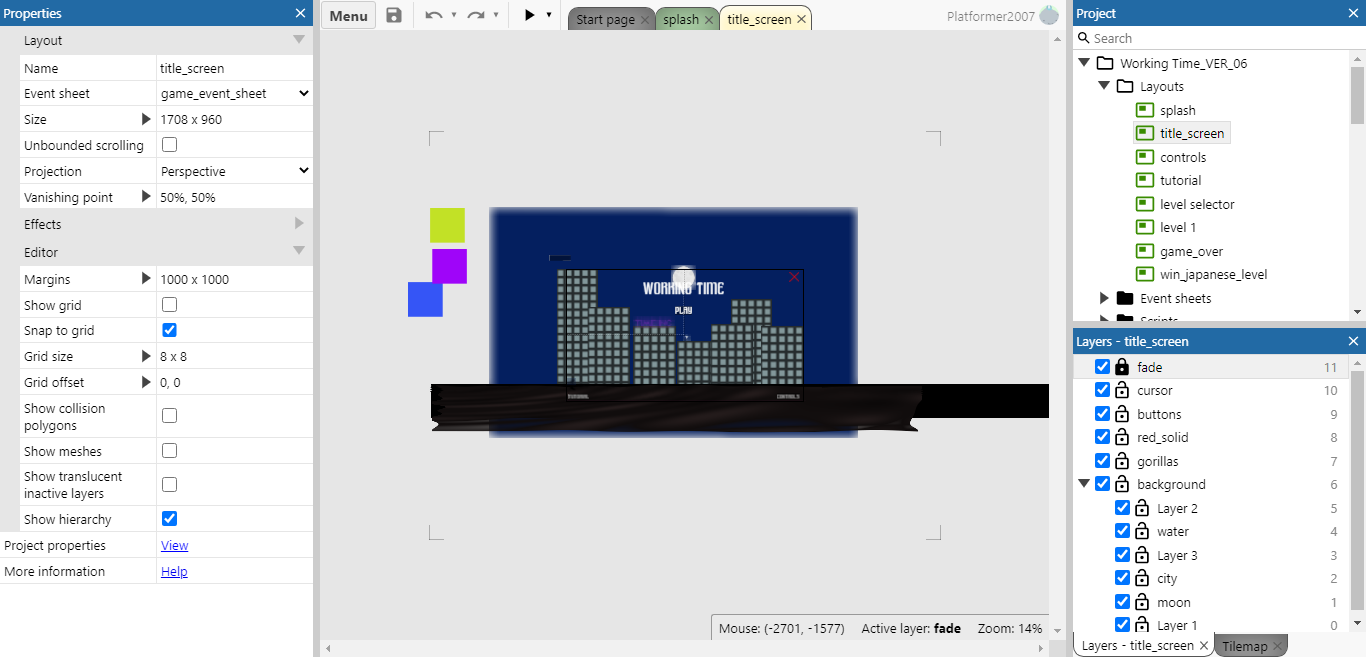 Properties
Layout
Name title_screen
Event sheet game_event_sheet
Size 1708 x 960
Unbounded scrolling
Projection Perspective
Vanishing point 50%, 50%
Effects
Editor
Margins 1000 x 1000
Show grid
Snap to grid
Grid size 8 x 8
Grid offset 0, 0
Show collision
polygons
Show meshes
Show translucent
inactive layers
Show hierarchy
Project properties View
More information Help
Menu
Start page splash title_screen
Platformer2007
WORKING TIME
PLAY
TUTORIAL CONTROLS
Mouse: (-2701, -1577) Active layer: fade Zoom: 14%
Project
Search
Working Time_VER_06
Layouts
splash
title_screen
controls
tutorial
level selector
level 1
game_over
win_japanese_level
Event sheets
Scripts
Layers - title_screen
fade 11
cursor 10
buttons 9
red_solid 8
gorillas 7
background 6
Layer 2 5
water 4
Layer 3 3
city 2
moon 1
Layer 1 0
Layers - title_screen Tilemap